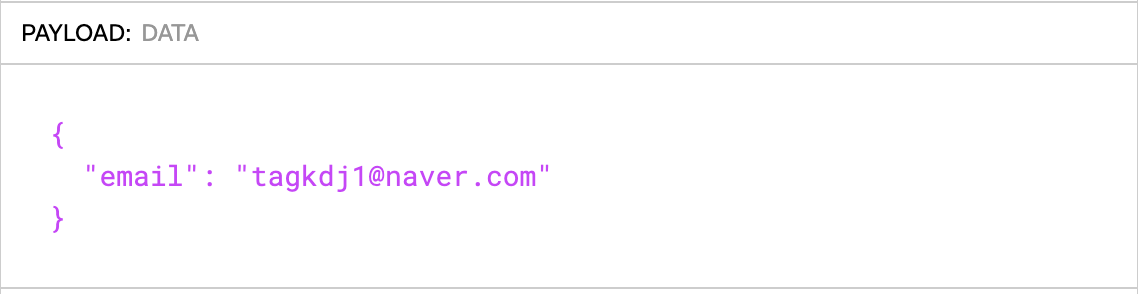 PAYLOAD: DATA
{
"email": "tagkdj1@naver.com"
}